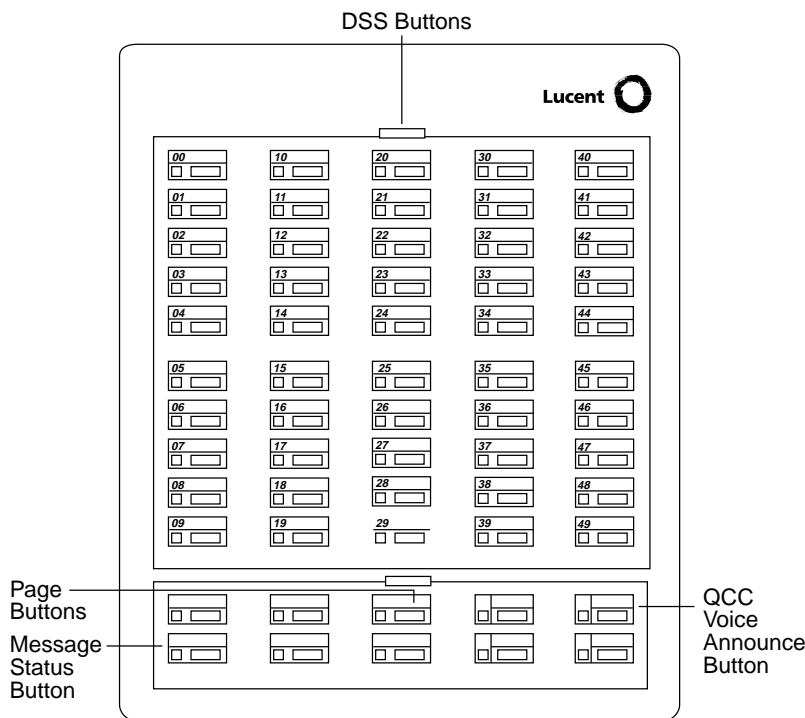 DSS Buttons
Lucent
00 10 20 30 40
01 11 21 31 41
02 12 22 32 42
03 13 23 33 43
04 14 24 34 44
05 15 25 35 45
06 16 26 36 46
07 17 27 37 47
08 18 28 38 48
09 19 29 39 49
Page
Buttons
Message
Status
Button
QCC
Voice
Announce
Button